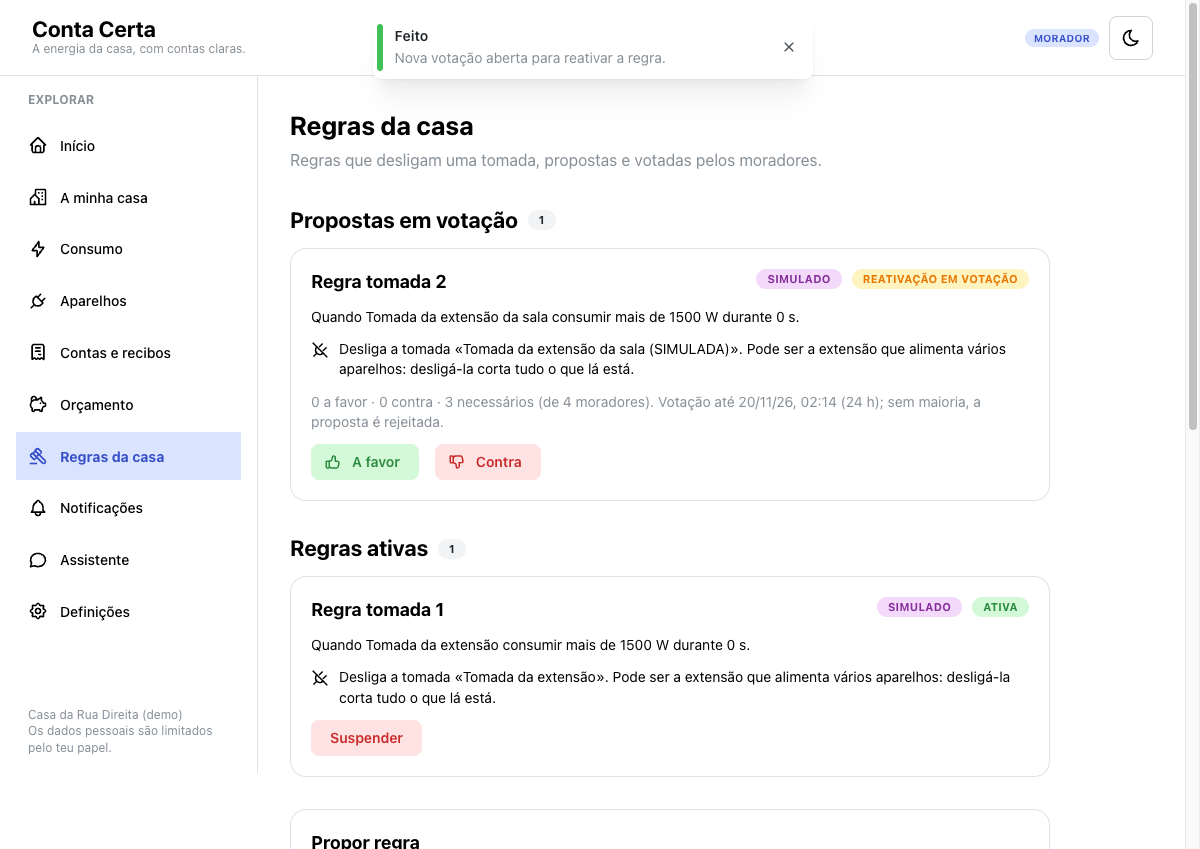 Conta Certa
A energia da casa, com contas claras.
Feito
Nova votação aberta para reativar a regra.
MORADOR
EXPLORAR
Início
A minha casa
Consumo
Aparelhos
Contas e recibos
Orçamento
Regras da casa
Notificações
Assistente
Definições
Casa da Rua Direita (demo)
Os dados pessoais são limitados
pelo teu papel.
Regras da casa
Regras que desligam uma tomada, propostas e votadas pelos moradores.
Propostas em votação 1
Regra tomada 2
SIMULADO
REATIVAÇÃO EM VOTAÇÃO
Quando Tomada da extensão da sala consumir mais de 1500 W durante 0 s.
Desliga a tomada «Tomada da extensão da sala (SIMULADA)». Pode ser a extensão que alimenta vários
aparelhos: desligá-la corta tudo o que lá está.
0 a favor · 0 contra · 3 necessários (de 4 moradores). Votação até 20/11/26, 02:14 (24 h); sem maioria, a
proposta é rejeitada.
A favor
Contra
Regras ativas 1
Regra tomada 1
SIMULADO
ATIVA
Quando Tomada da extensão consumir mais de 1500 W durante 0 s.
Desliga a tomada «Tomada da extensão». Pode ser a extensão que alimenta vários aparelhos: desligá-la
corta tudo o que lá está.
Suspender
Propor regra